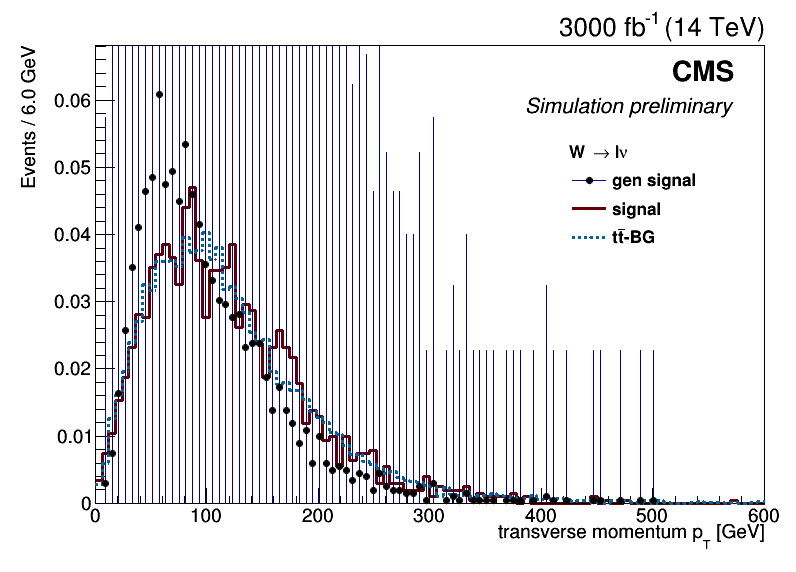 3000 fb-1 (14 TeV)
Events / 6.0 GeV
CMS
Simulation preliminary
W → lν
gen signal
signal
tt̄-BG
0.06
0.05
0.04
0.03
0.02
0.01
0
0 100 200 300 400 500 600
transverse momentum pT [GeV]